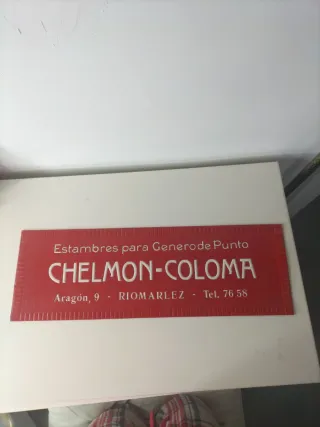 Estambres para Genero de Punto
CHELMON-COLOMA
Aragón, 9 - RIOMARLEZ - Tel. 76 58